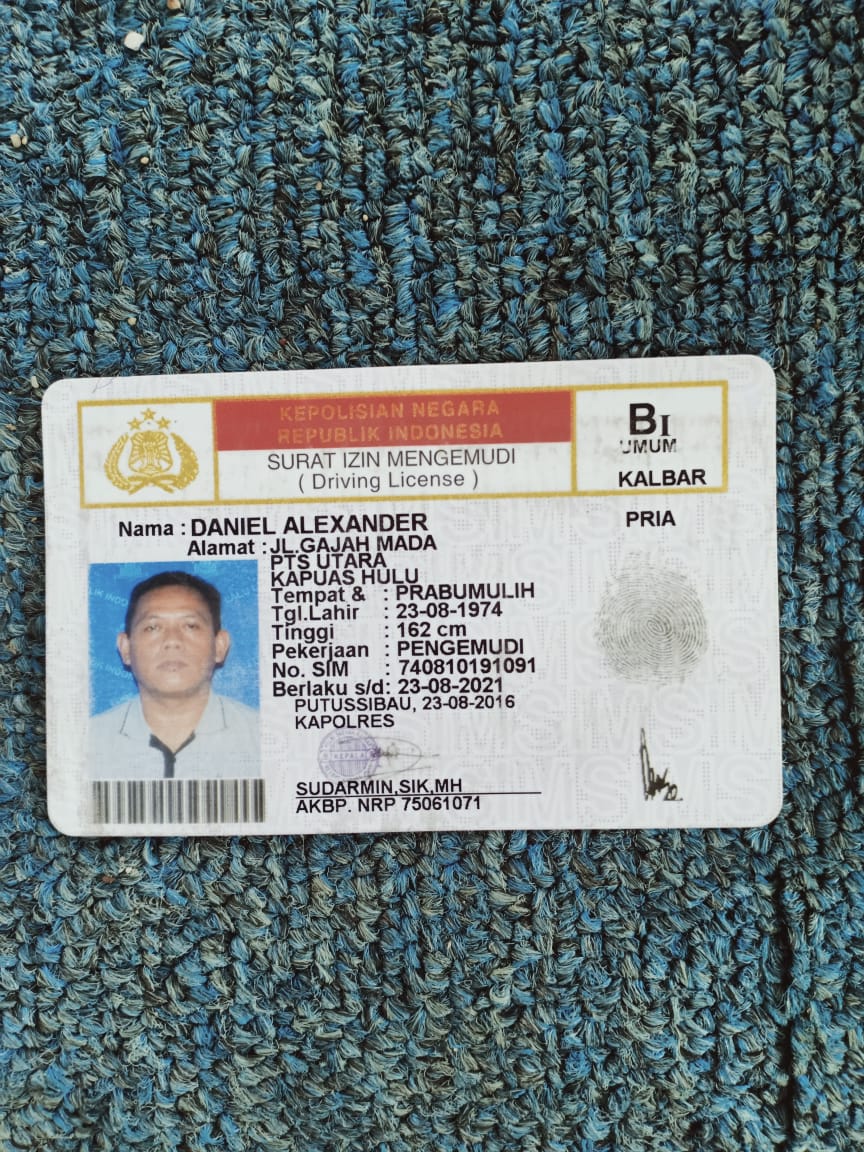 KEPOLISIAN NEGARA
REPUBLIK INDONESIA
SURAT IZIN MENGEMUDI
( Driving License )
BI
UMUM
KALBAR
Nama : DANIEL ALEXANDER
PRIA
Alamat : JL.GAJAH MADA
PTS UTARA
KAPUAS HULU
Tempat & : PRABUMULIH
Tgl.Lahir : 23-08-1974
Tinggi : 162 cm
Pekerjaan : PENGEMUDI
No. SIM : 740810191091
Berlaku s/d: 23-08-2021
PUTUSSIBAU, 23-08-2016
KAPOLRES
KEPALA
SUDARMIN,SIK,MH
AKBP. NRP 75061071